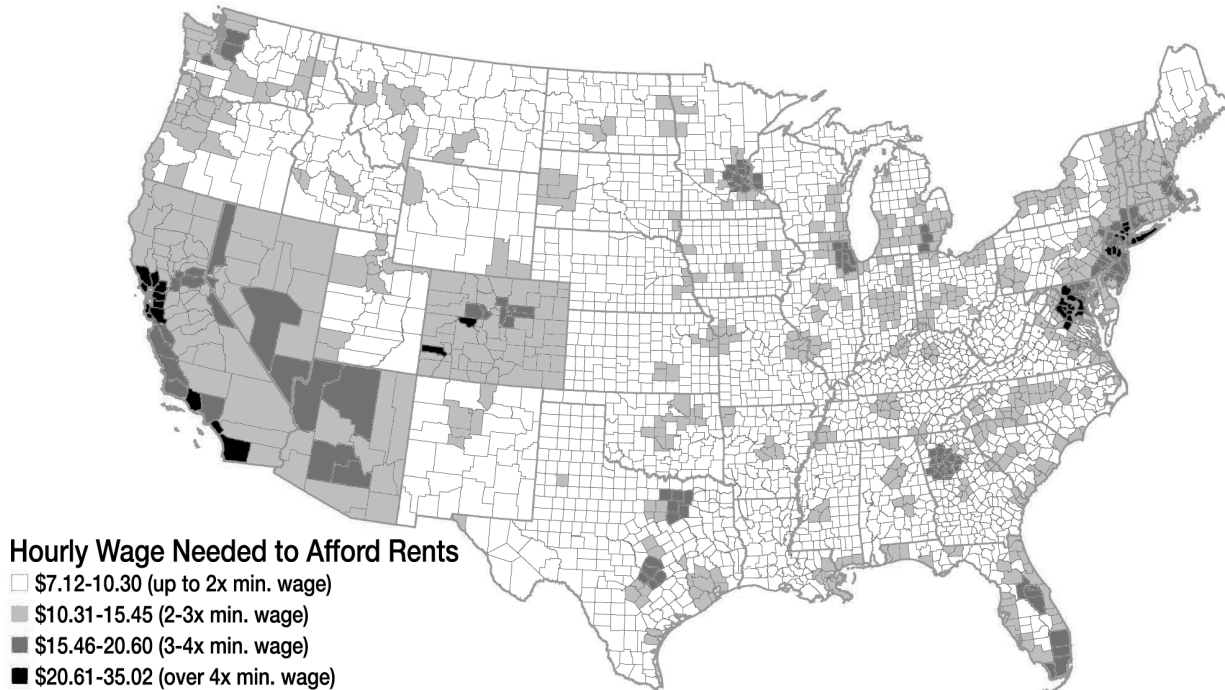 Hourly Wage Needed to Afford Rents
$7.12-10.30 (up to 2x min. wage)
$10.31-15.45 (2-3x min. wage)
$15.46-20.60 (3-4x min. wage)
$20.61-35.02 (over 4x min. wage)